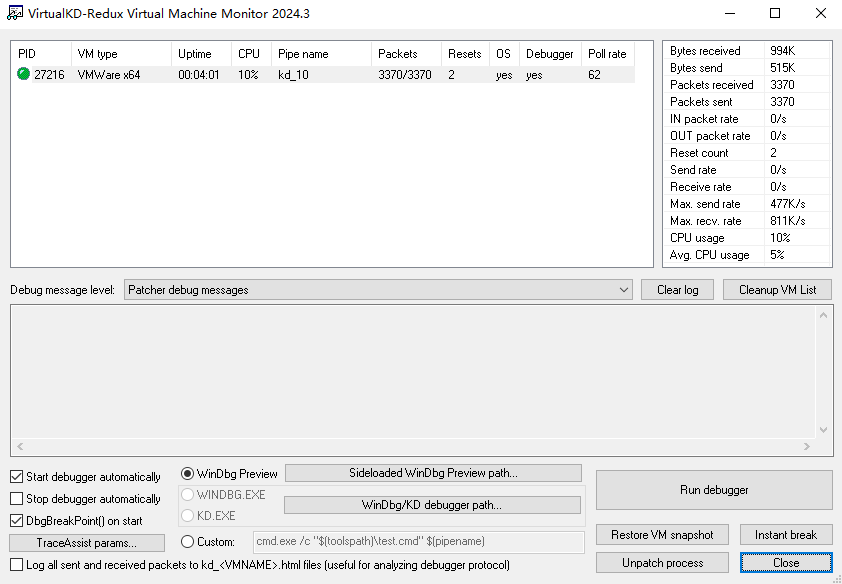 VirtualKD-Redux Virtual Machine Monitor 2024.3
PID VM type Uptime CPU Pipe name Packets Resets OS Debugger Poll rate
27216 VMWare x64 00:04:01 10% kd_10 3370/3370 2 yes yes 62
Bytes received 994K
Bytes send 515K
Packets received 3370
Packets sent 3370
IN packet rate 0/s
OUT packet rate 0/s
Reset count 2
Send rate 0/s
Receive rate 0/s
Max. send rate 477K/s
Max. recv. rate 811K/s
CPU usage 10%
Avg. CPU usage 5%
Debug message level: Patcher debug messages Clear log Cleanup VM List
Start debugger automatically
Stop debugger automatically
DbgBreakPoint() on start
TraceAssist params...
WinDbg Preview Sideloaded WinDbg Preview path...
WINDBG.EXE
KD.EXE
WinDbg/KD debugger path...
Custom: cmd.exe /c "$(toolspath)\test.cmd" $(pipename)
Run debugger
Restore VM snapshot Instant break
Unpatch process Close
Log all sent and received packets to kd_<VMNAME>.html files (useful for analyzing debugger protocol)